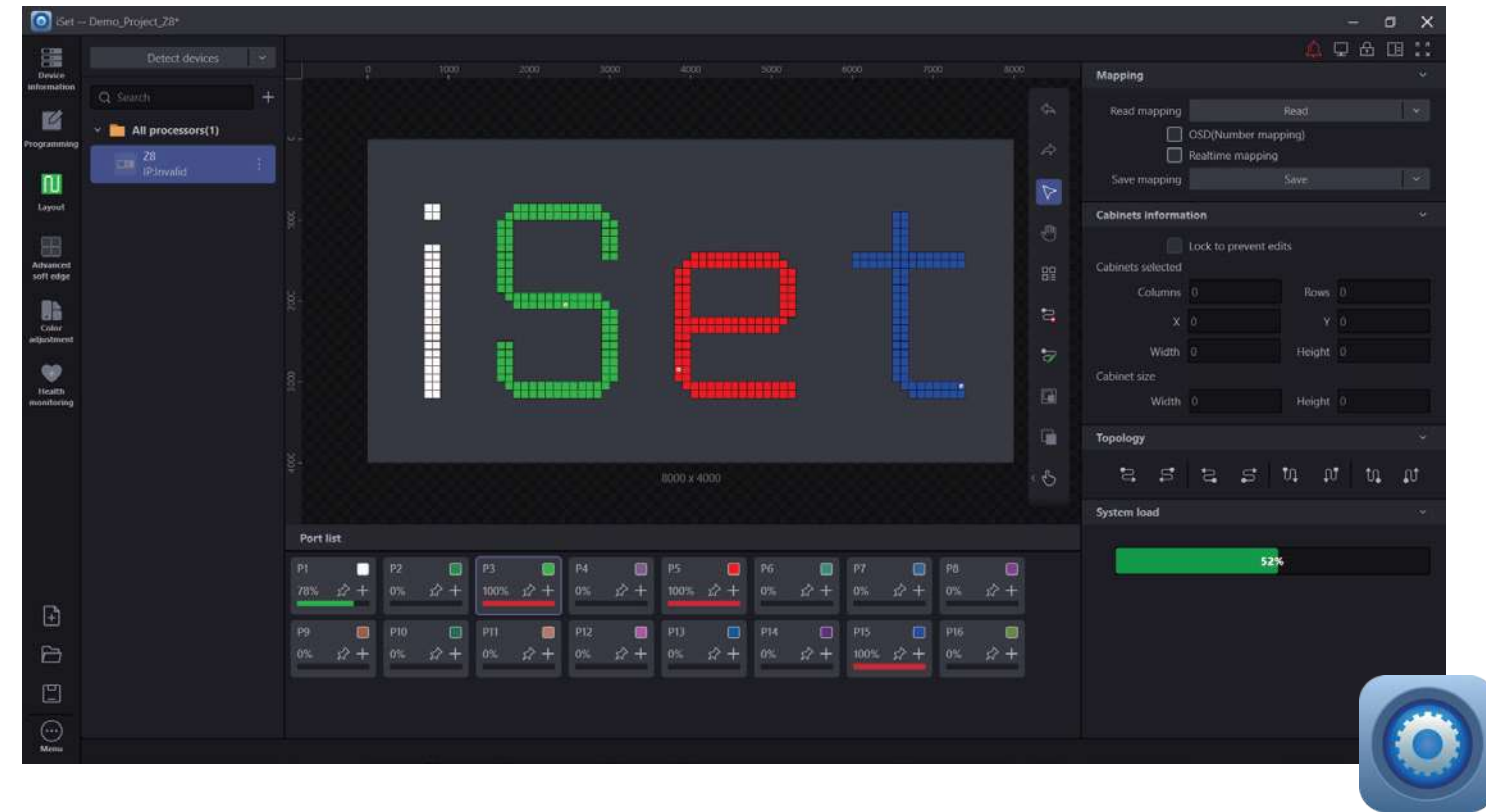 iSet -- Demo_Project_Z8*
Device information
Programming
Layout
Advanced soft edge
Color adjustment
Health monitoring
Menu
Detect devices
Search
All processors(1)
Z8
IP:Invalid
0 1000 2000 3000 4000 5000 6000 7000 8000
0
1000
2000
3000
4000
iSet
8000 x 4000
Port list
P1 P2 P3 P4 P5 P6 P7 P8
78% 0% 100% 0% 100% 0% 0% 0%
P9 P10 P11 P12 P13 P14 P15 P16
0% 0% 0% 0% 0% 0% 100% 0%
Mapping
Read mapping Read
OSD(Number mapping)
Realtime mapping
Save mapping Save
Cabinets information
Lock to prevent edits
Cabinets selected
Columns 0 Rows 0
X 0 Y 0
Width 0 Height 0
Cabinet size
Width 0 Height 0
Topology
System load
52%